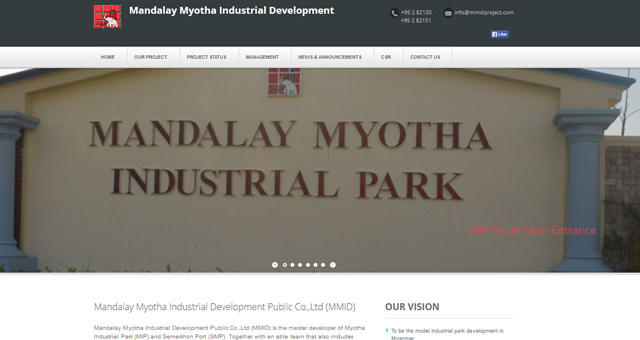 Mandalay Myotha Industrial Development
+95 2 82150
+95 2 82151
info@mmidproject.com
Like
HOME
OUR PROJECT
PROJECT STATUS
MANAGEMENT
NEWS & ANNOUNCEMENTS
CSR
CONTACT US
MANDALAY MYOTHA
INDUSTRIAL PARK
MIP South Main Entrance
Mandalay Myotha Industrial Development Public Co.,Ltd (MMID)
Mandalay Myotha Industrial Development Public Co.,Ltd (MMID) is the master developer of Myotha
Industrial Park (MIP) and Semeikhon Port (SMP). Together with an able team that also includes
OUR VISION
To be the model industrial park development in
Myanmar